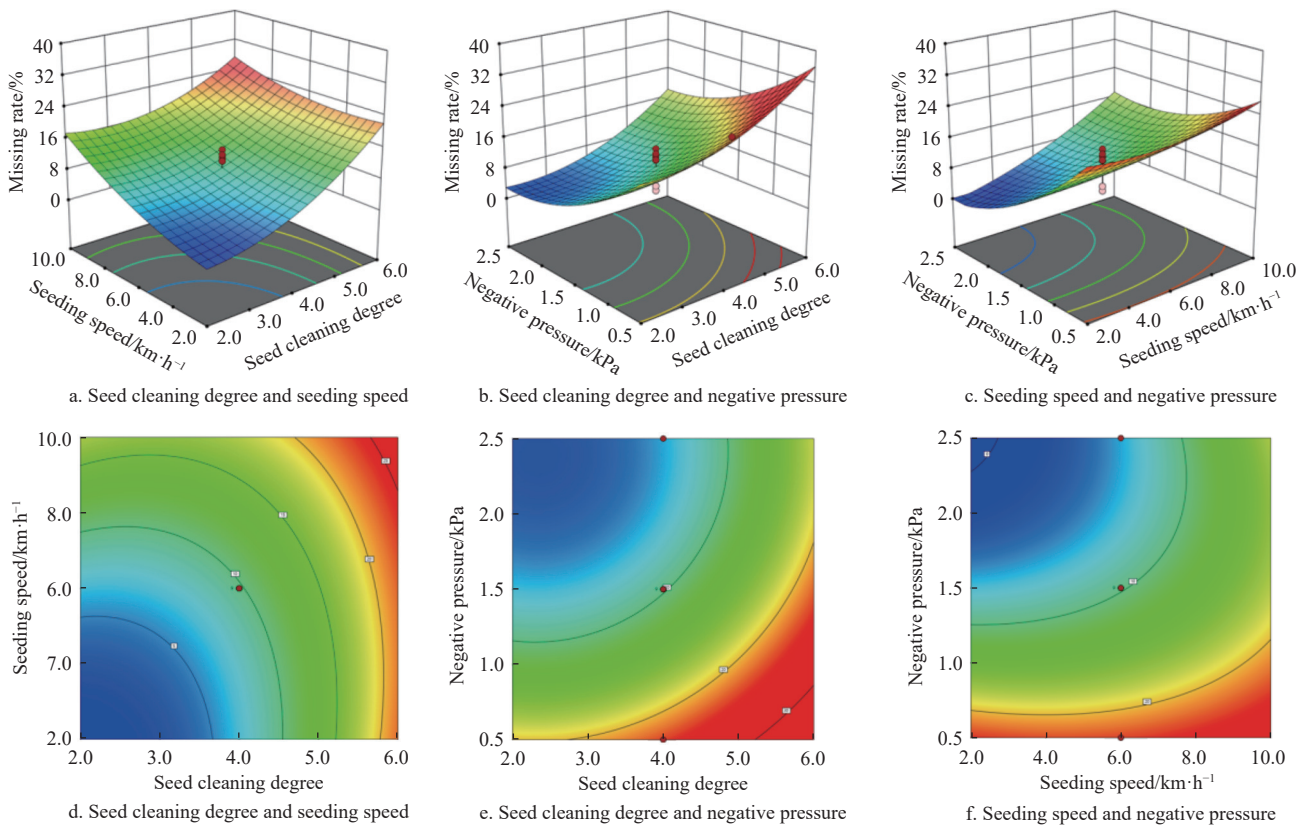 40
32
24
16
8
0
Missing rate/%
10.0
8.0
6.0
4.0
2.0
Seeding speed/km·h⁻¹
2.0
3.0
4.0
5.0
6.0
Seed cleaning degree
a. Seed cleaning degree and seeding speed
40
32
24
16
8
0
Missing rate/%
2.5
2.0
1.5
1.0
0.5
Negative pressure/kPa
2.0
3.0
4.0
5.0
6.0
Seed cleaning degree
b. Seed cleaning degree and negative pressure
40
32
24
16
8
0
Missing rate/%
2.5
2.0
1.5
1.0
0.5
Negative pressure/kPa
2.0
4.0
6.0
8.0
10.0
Seeding speed/km·h⁻¹
c. Seeding speed and negative pressure
10.0
8.0
6.0
7.0
2.0
Seeding speed/km·h⁻¹
2.0 3.0 4.0 5.0 6.0
Seed cleaning degree
d. Seed cleaning degree and seeding speed
2.5
2.0
1.5
1.0
0.5
Negative pressure/kPa
2.0 3.0 4.0 5.0 6.0
Seed cleaning degree
e. Seed cleaning degree and negative pressure
2.5
2.0
1.5
1.0
0.5
Negative pressure/kPa
2.0 4.0 6.0 8.0 10.0
Seeding speed/km·h⁻¹
f. Seeding speed and negative pressure